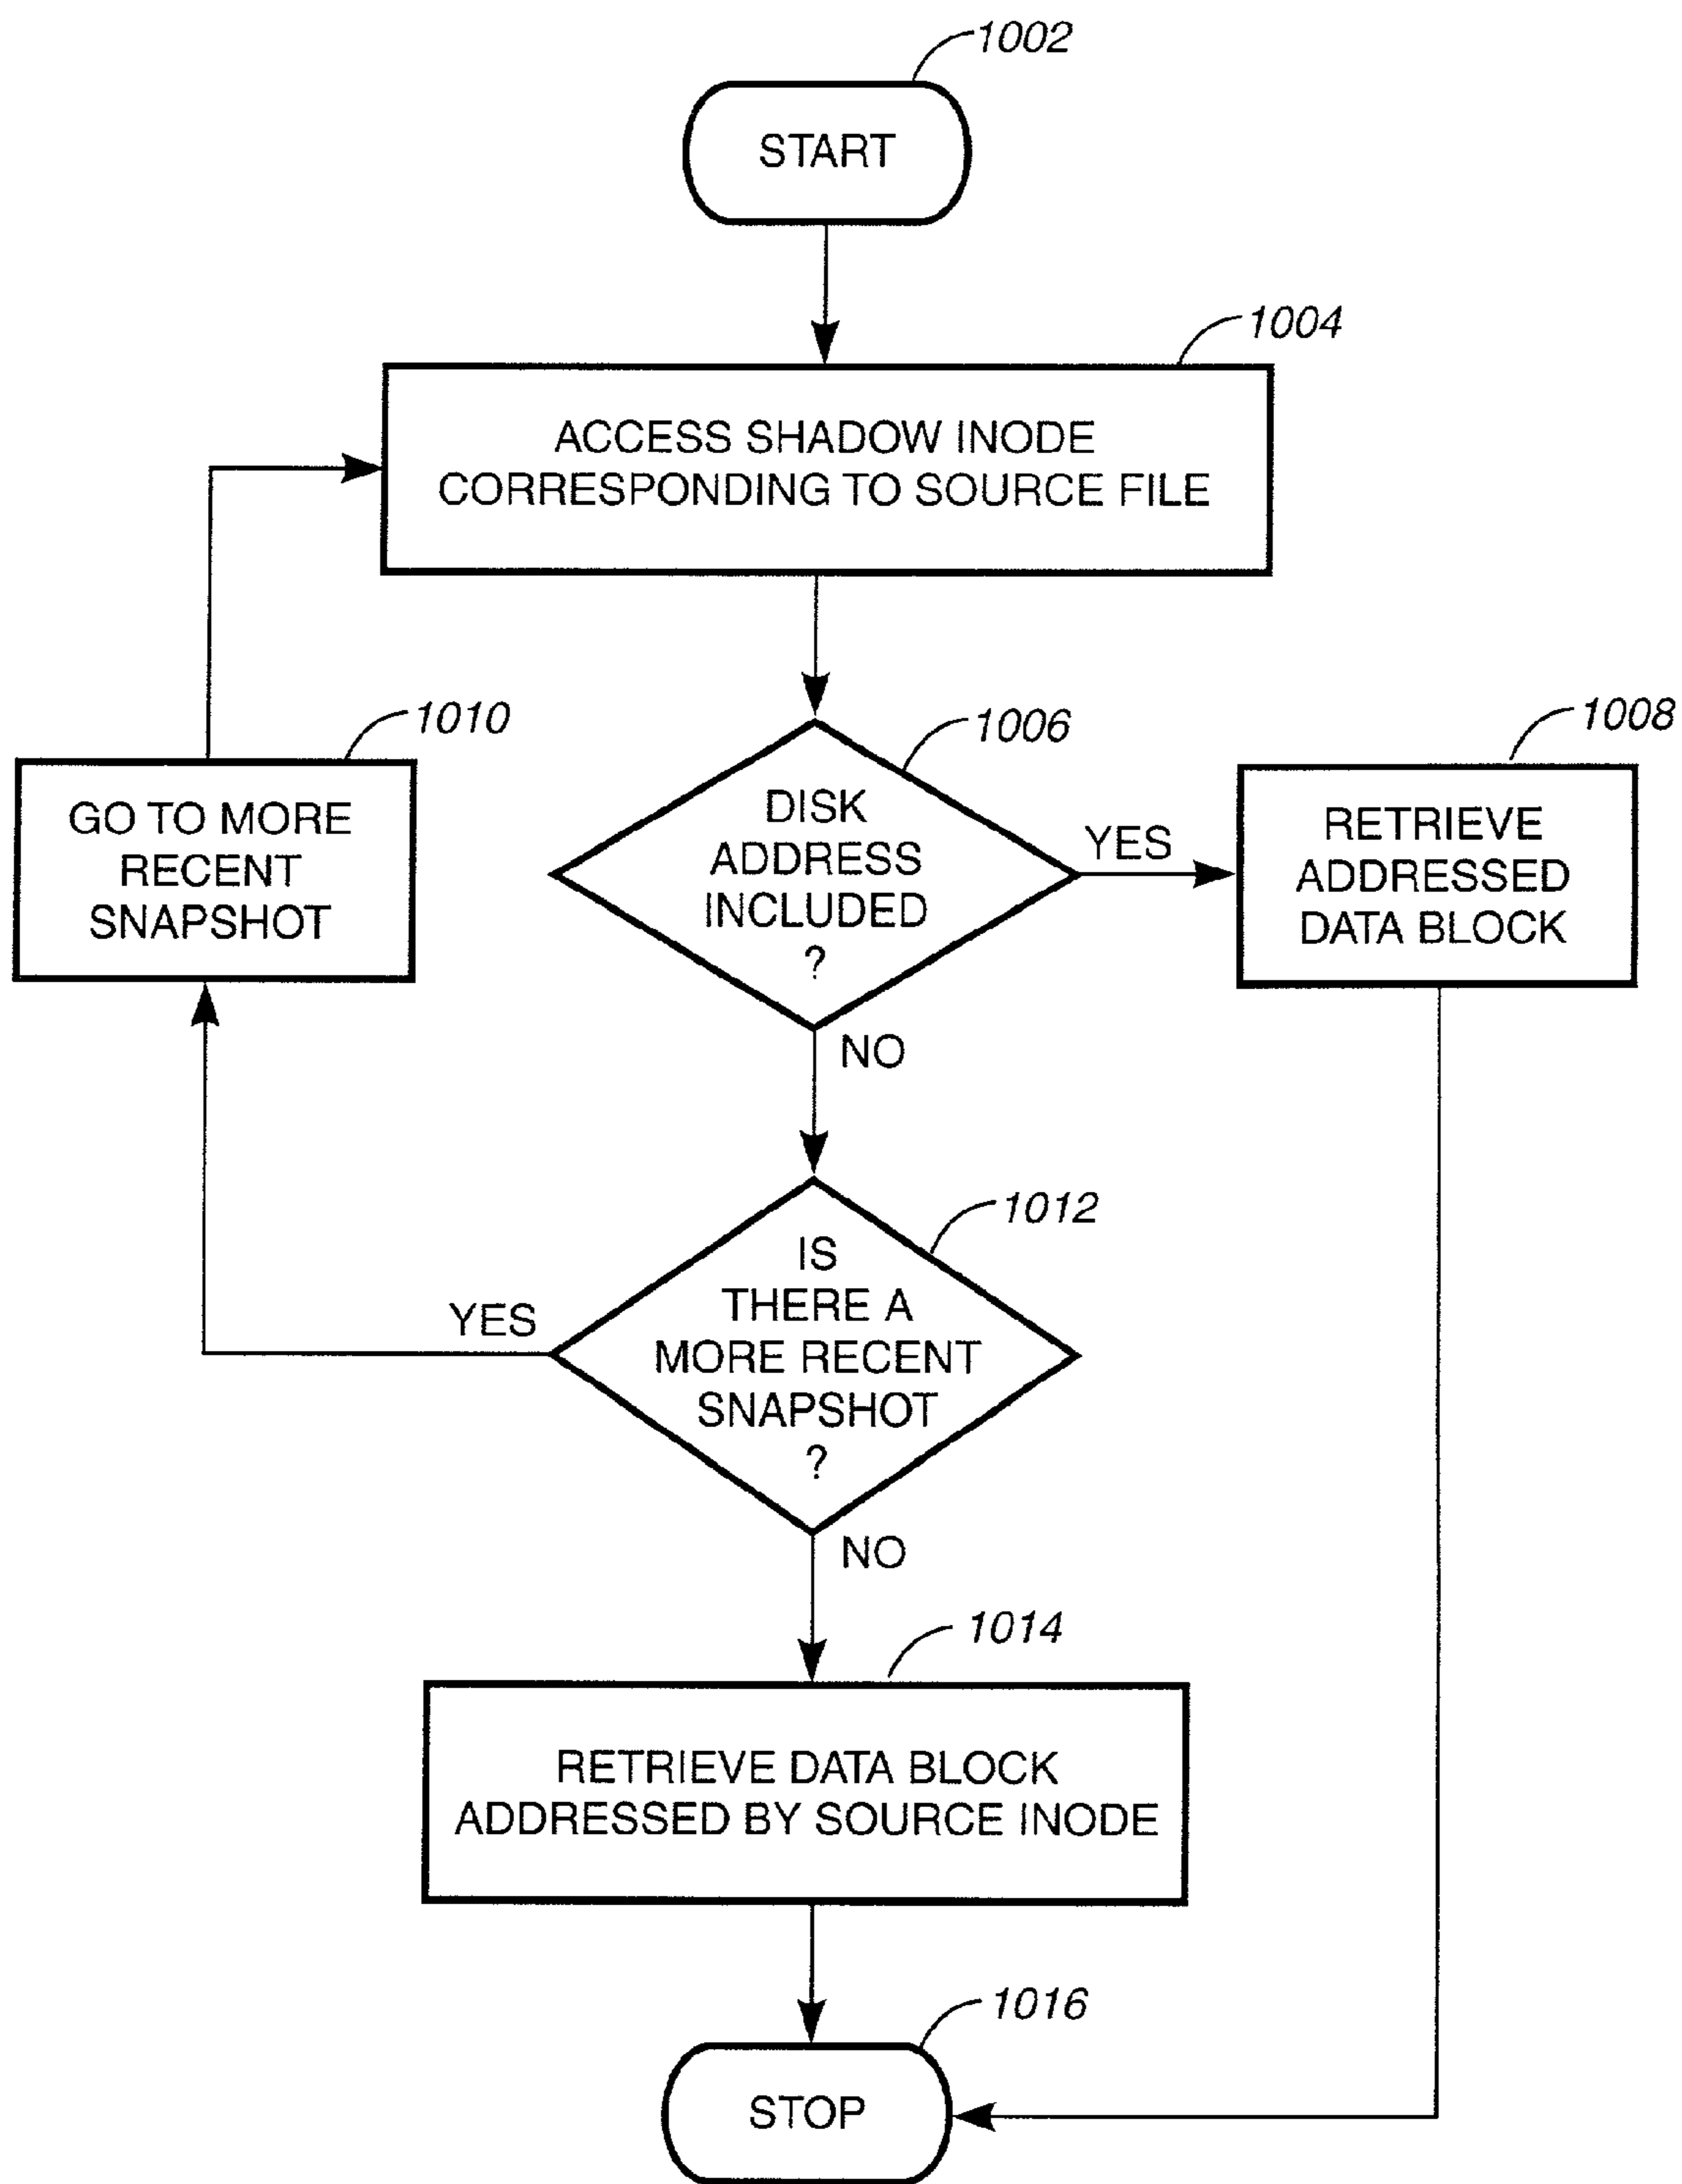 1002
START
1004
ACCESS SHADOW INODE
CORRESPONDING TO SOURCE FILE
1010
GO TO MORE
RECENT
SNAPSHOT
1006
DISK
ADDRESS
INCLUDED
?
YES
1008
RETRIEVE
ADDRESSED
DATA BLOCK
NO
1012
IS
THERE A
MORE RECENT
SNAPSHOT
?
YES
NO
1014
RETRIEVE DATA BLOCK
ADDRESSED BY SOURCE INODE
1016
STOP